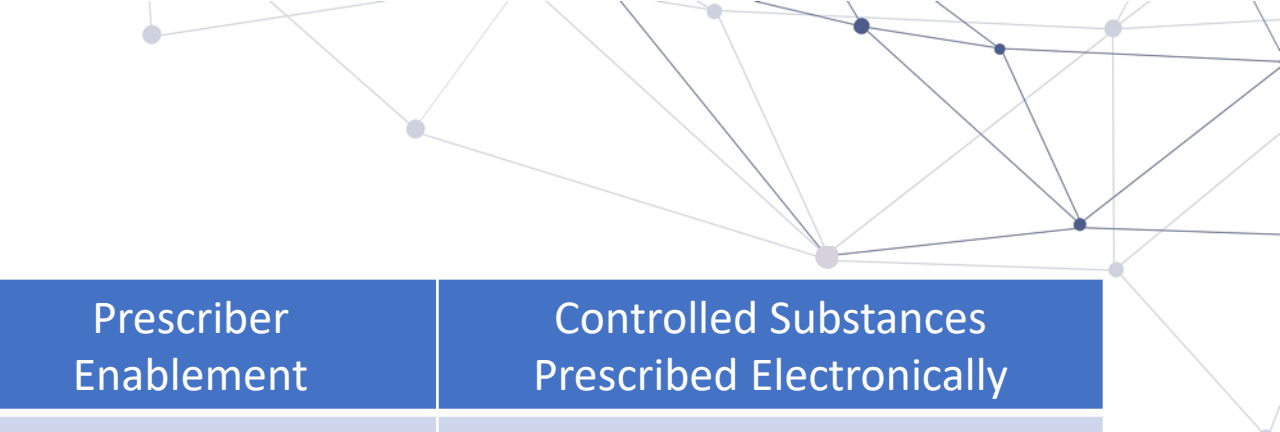 Prescriber
Enablement
Controlled Substances
Prescribed Electronically